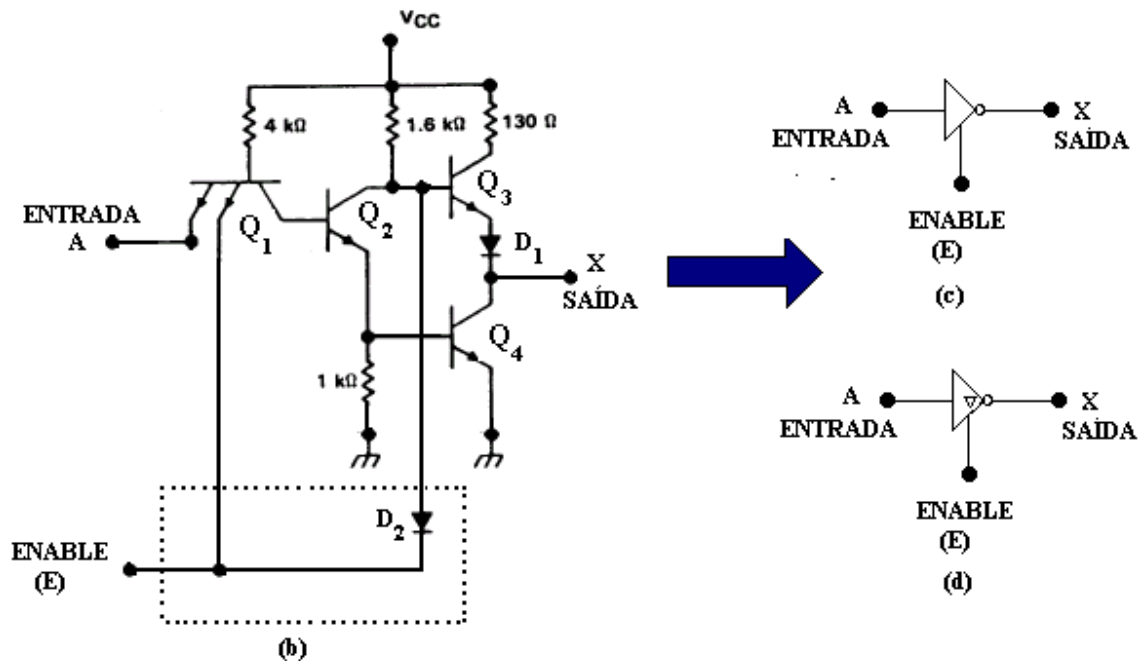 VCC
4 kΩ
1.6 kΩ
130 Ω
ENTRADA
A
Q1
Q2
Q3
D1
X
SAÍDA
Q4
1 kΩ
D2
ENABLE
(E)
(b)
A
ENTRADA
X
SAÍDA
ENABLE
(E)
(c)
A
ENTRADA
X
SAÍDA
ENABLE
(E)
(d)